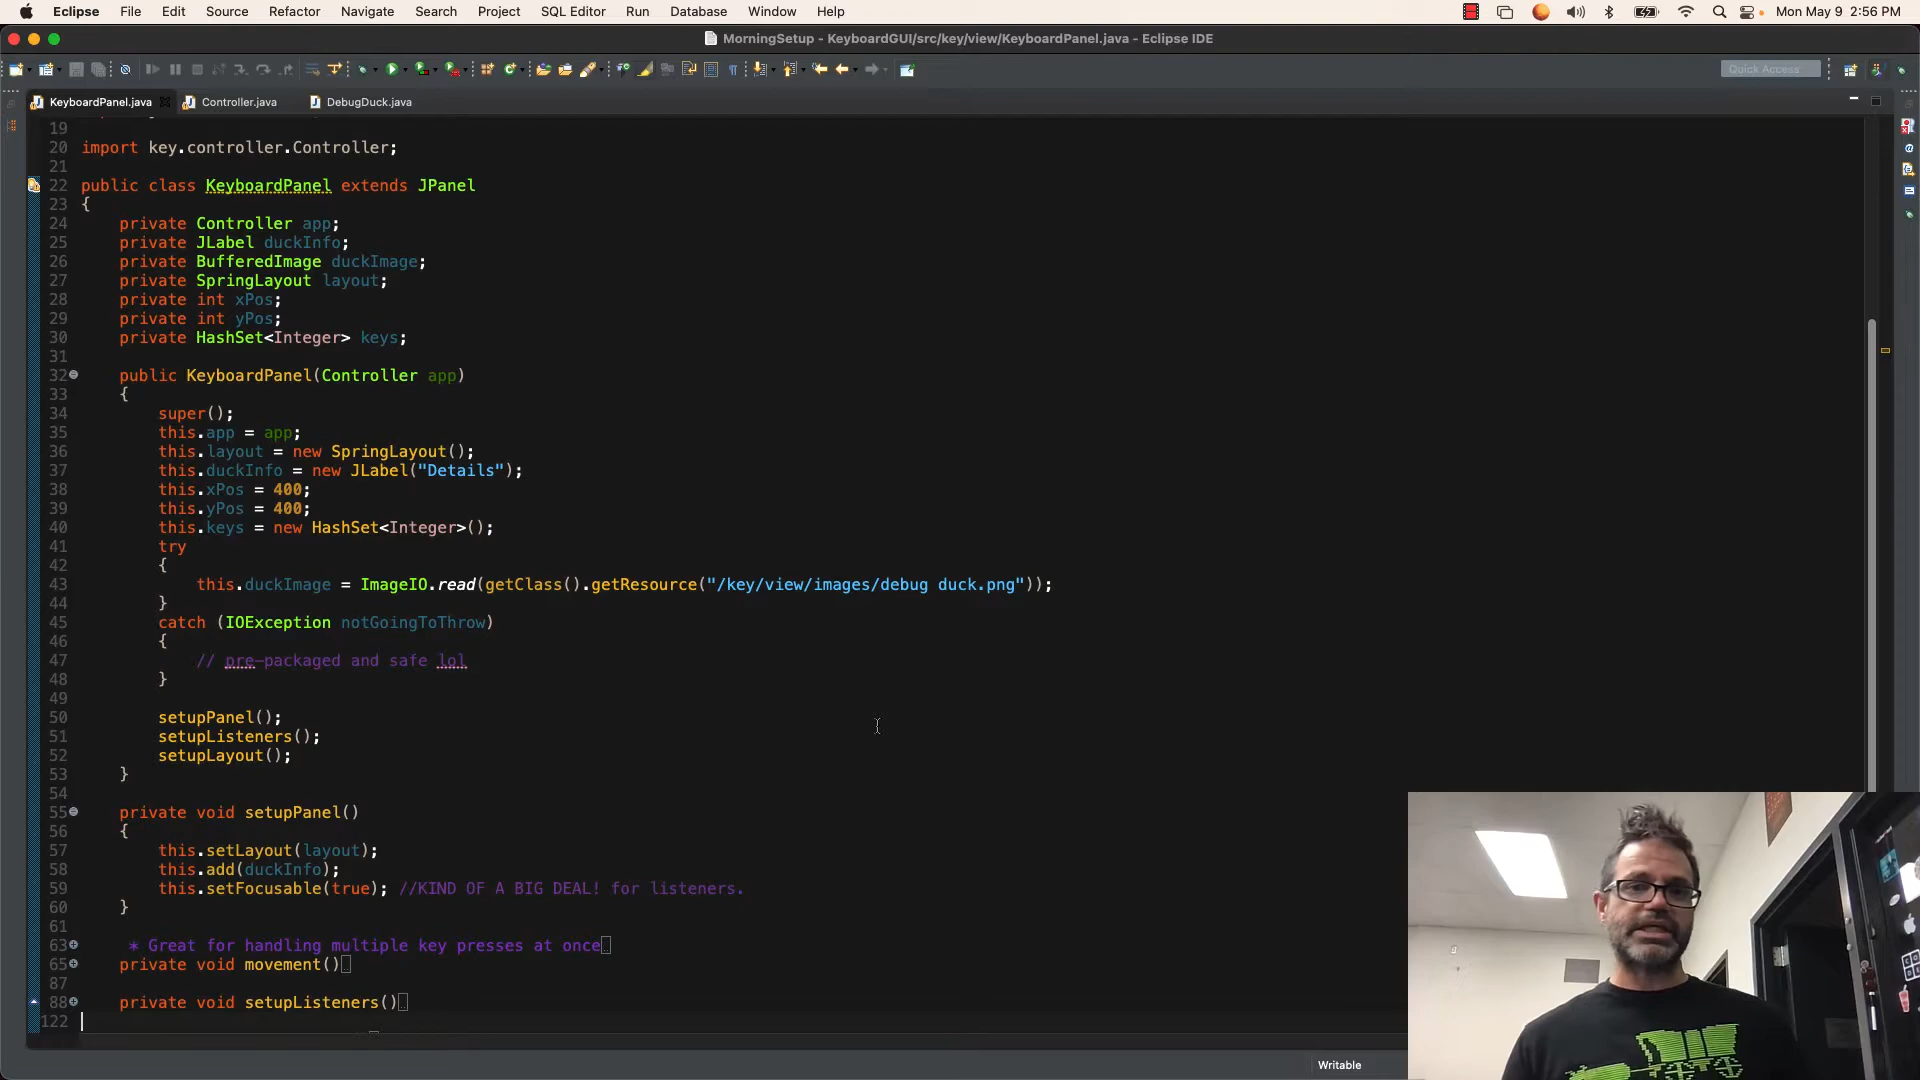 Eclipse File Edit Source Refactor Navigate Search Project SQL Editor Run Database Window Help Mon May 9 2:56 PM
MorningSetup - KeyboardGUI/src/key/view/KeyboardPanel.java - Eclipse IDE
Quick Access
KeyboardPanel.java Controller.java DebugDuck.java
19
20 import key.controller.Controller;
21
22 public class KeyboardPanel extends JPanel
23 {
24 private Controller app;
25 private JLabel duckInfo;
26 private BufferedImage duckImage;
27 private SpringLayout layout;
28 private int xPos;
29 private int yPos;
30 private HashSet<Integer> keys;
31
32 public KeyboardPanel(Controller app)
33 {
34 super();
35 this.app = app;
36 this.layout = new SpringLayout();
37 this.duckInfo = new JLabel("Details");
38 this.xPos = 400;
39 this.yPos = 400;
40 this.keys = new HashSet<Integer>();
41 try
42 {
43 this.duckImage = ImageIO.read(getClass().getResource("/key/view/images/debug duck.png"));
44 }
45 catch (IOException notGoingToThrow)
46 {
47 // pre-packaged and safe lol
48 }
49
50 setupPanel();
51 setupListeners();
52 setupLayout();
53 }
54
55 private void setupPanel()
56 {
57 this.setLayout(layout);
58 this.add(duckInfo);
59 this.setFocusable(true); //KIND OF A BIG DEAL! for listeners.
60 }
61
63 * Great for handling multiple key presses at once
65 private void movement()
87
88 private void setupListeners()
122
Writable